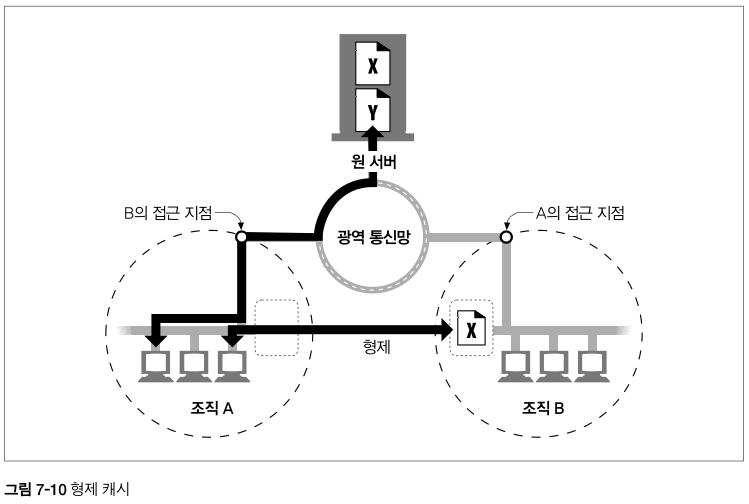 X
Y
원 서버
B의 접근 지점
광역 통신망
A의 접근 지점
X
형제
조직 A
조직 B
그림 7-10 형제 캐시